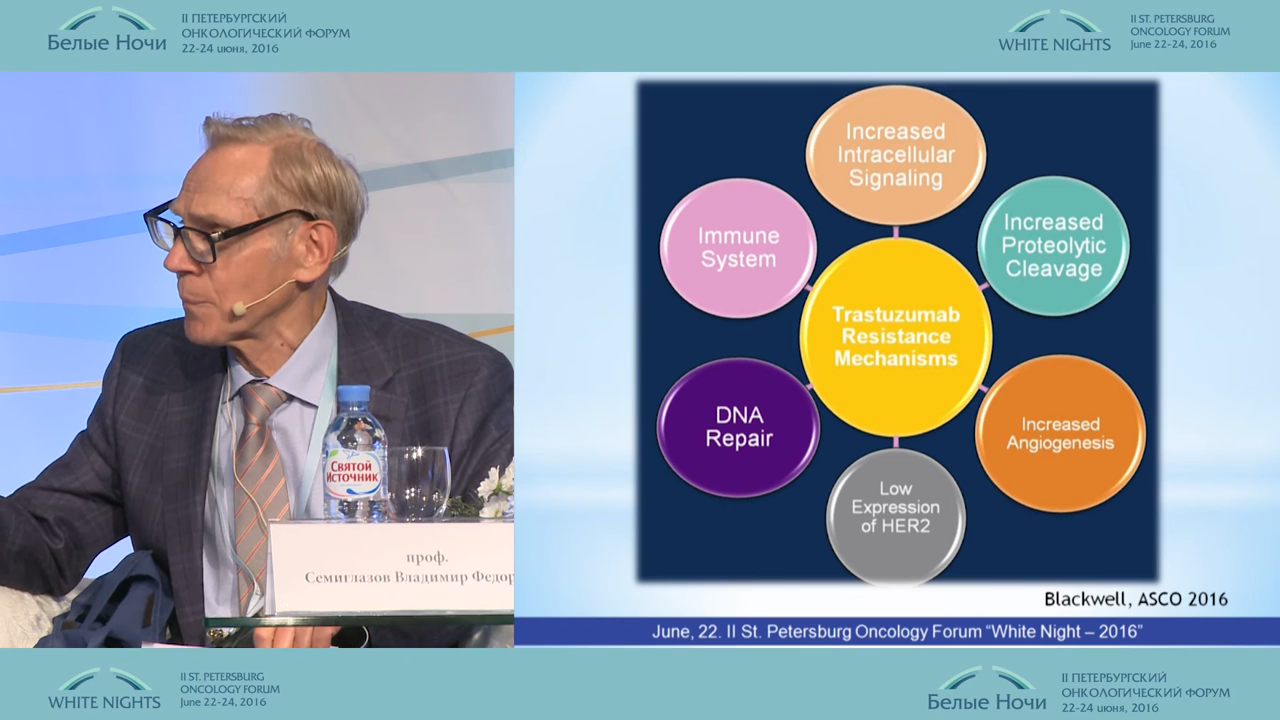 Белые Ночи
II ПЕТЕРБУРГСКИЙ
ОНКОЛОГИЧЕСКИЙ ФОРУМ
22-24 июня, 2016
WHITE NIGHTS
II ST. PETERSBURG
ONCOLOGY FORUM
June 22-24, 2016
СВЯТОЙ
ИСТОЧНИК
проф.
Семиглазов Владимир Федор
Increased
Intracellular
Signaling
Immune
System
Increased
Proteolytic
Cleavage
Trastuzumab
Resistance
Mechanisms
DNA
Repair
Increased
Angiogenesis
Low
Expression
of HER2
Blackwell, ASCO 2016
June, 22. II St. Petersburg Oncology Forum “White Night – 2016”
WHITE NIGHTS
II ST. PETERSBURG
ONCOLOGY FORUM
June 22-24, 2016
Белые Ночи
II ПЕТЕРБУРГСКИЙ
ОНКОЛОГИЧЕСКИЙ ФОРУМ
22-24 июня, 2016